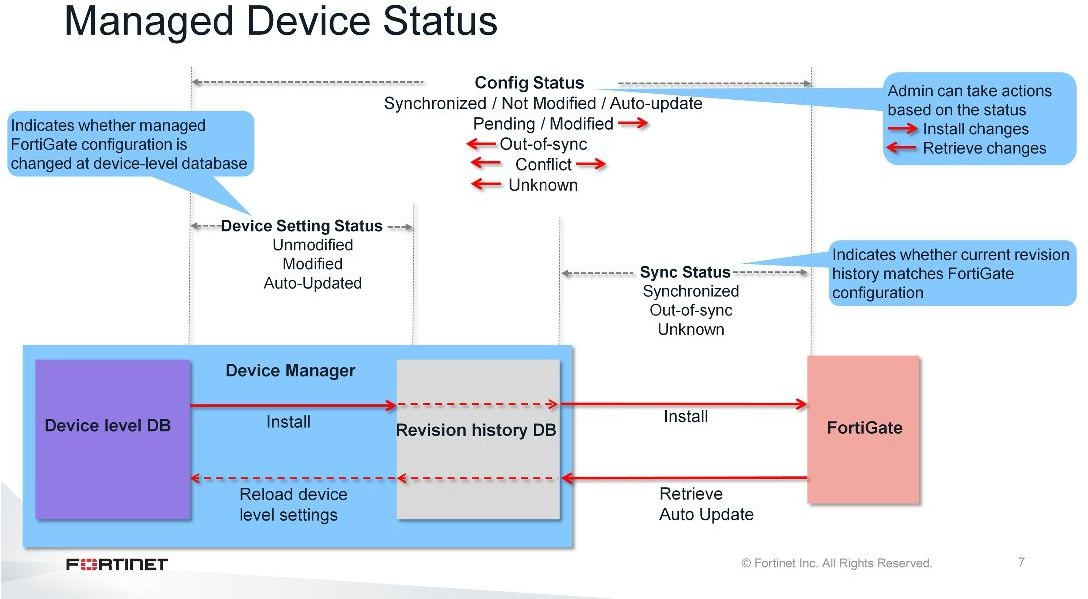 Managed Device Status
Config Status
Synchronized / Not Modified / Auto-update
Pending / Modified
Out-of-sync
Conflict
Unknown
Admin can take actions
based on the status
Install changes
Retrieve changes
Indicates whether managed
FortiGate configuration is
changed at device-level database
Device Setting Status
Unmodified
Modified
Auto-Updated
Sync Status
Synchronized
Out-of-sync
Unknown
Indicates whether current revision
history matches FortiGate
configuration
Device Manager
Device level DB
Install
Revision history DB
Install
FortiGate
Reload device
level settings
Retrieve
Auto Update
FORTINET
© Fortinet Inc. All Rights Reserved.
7